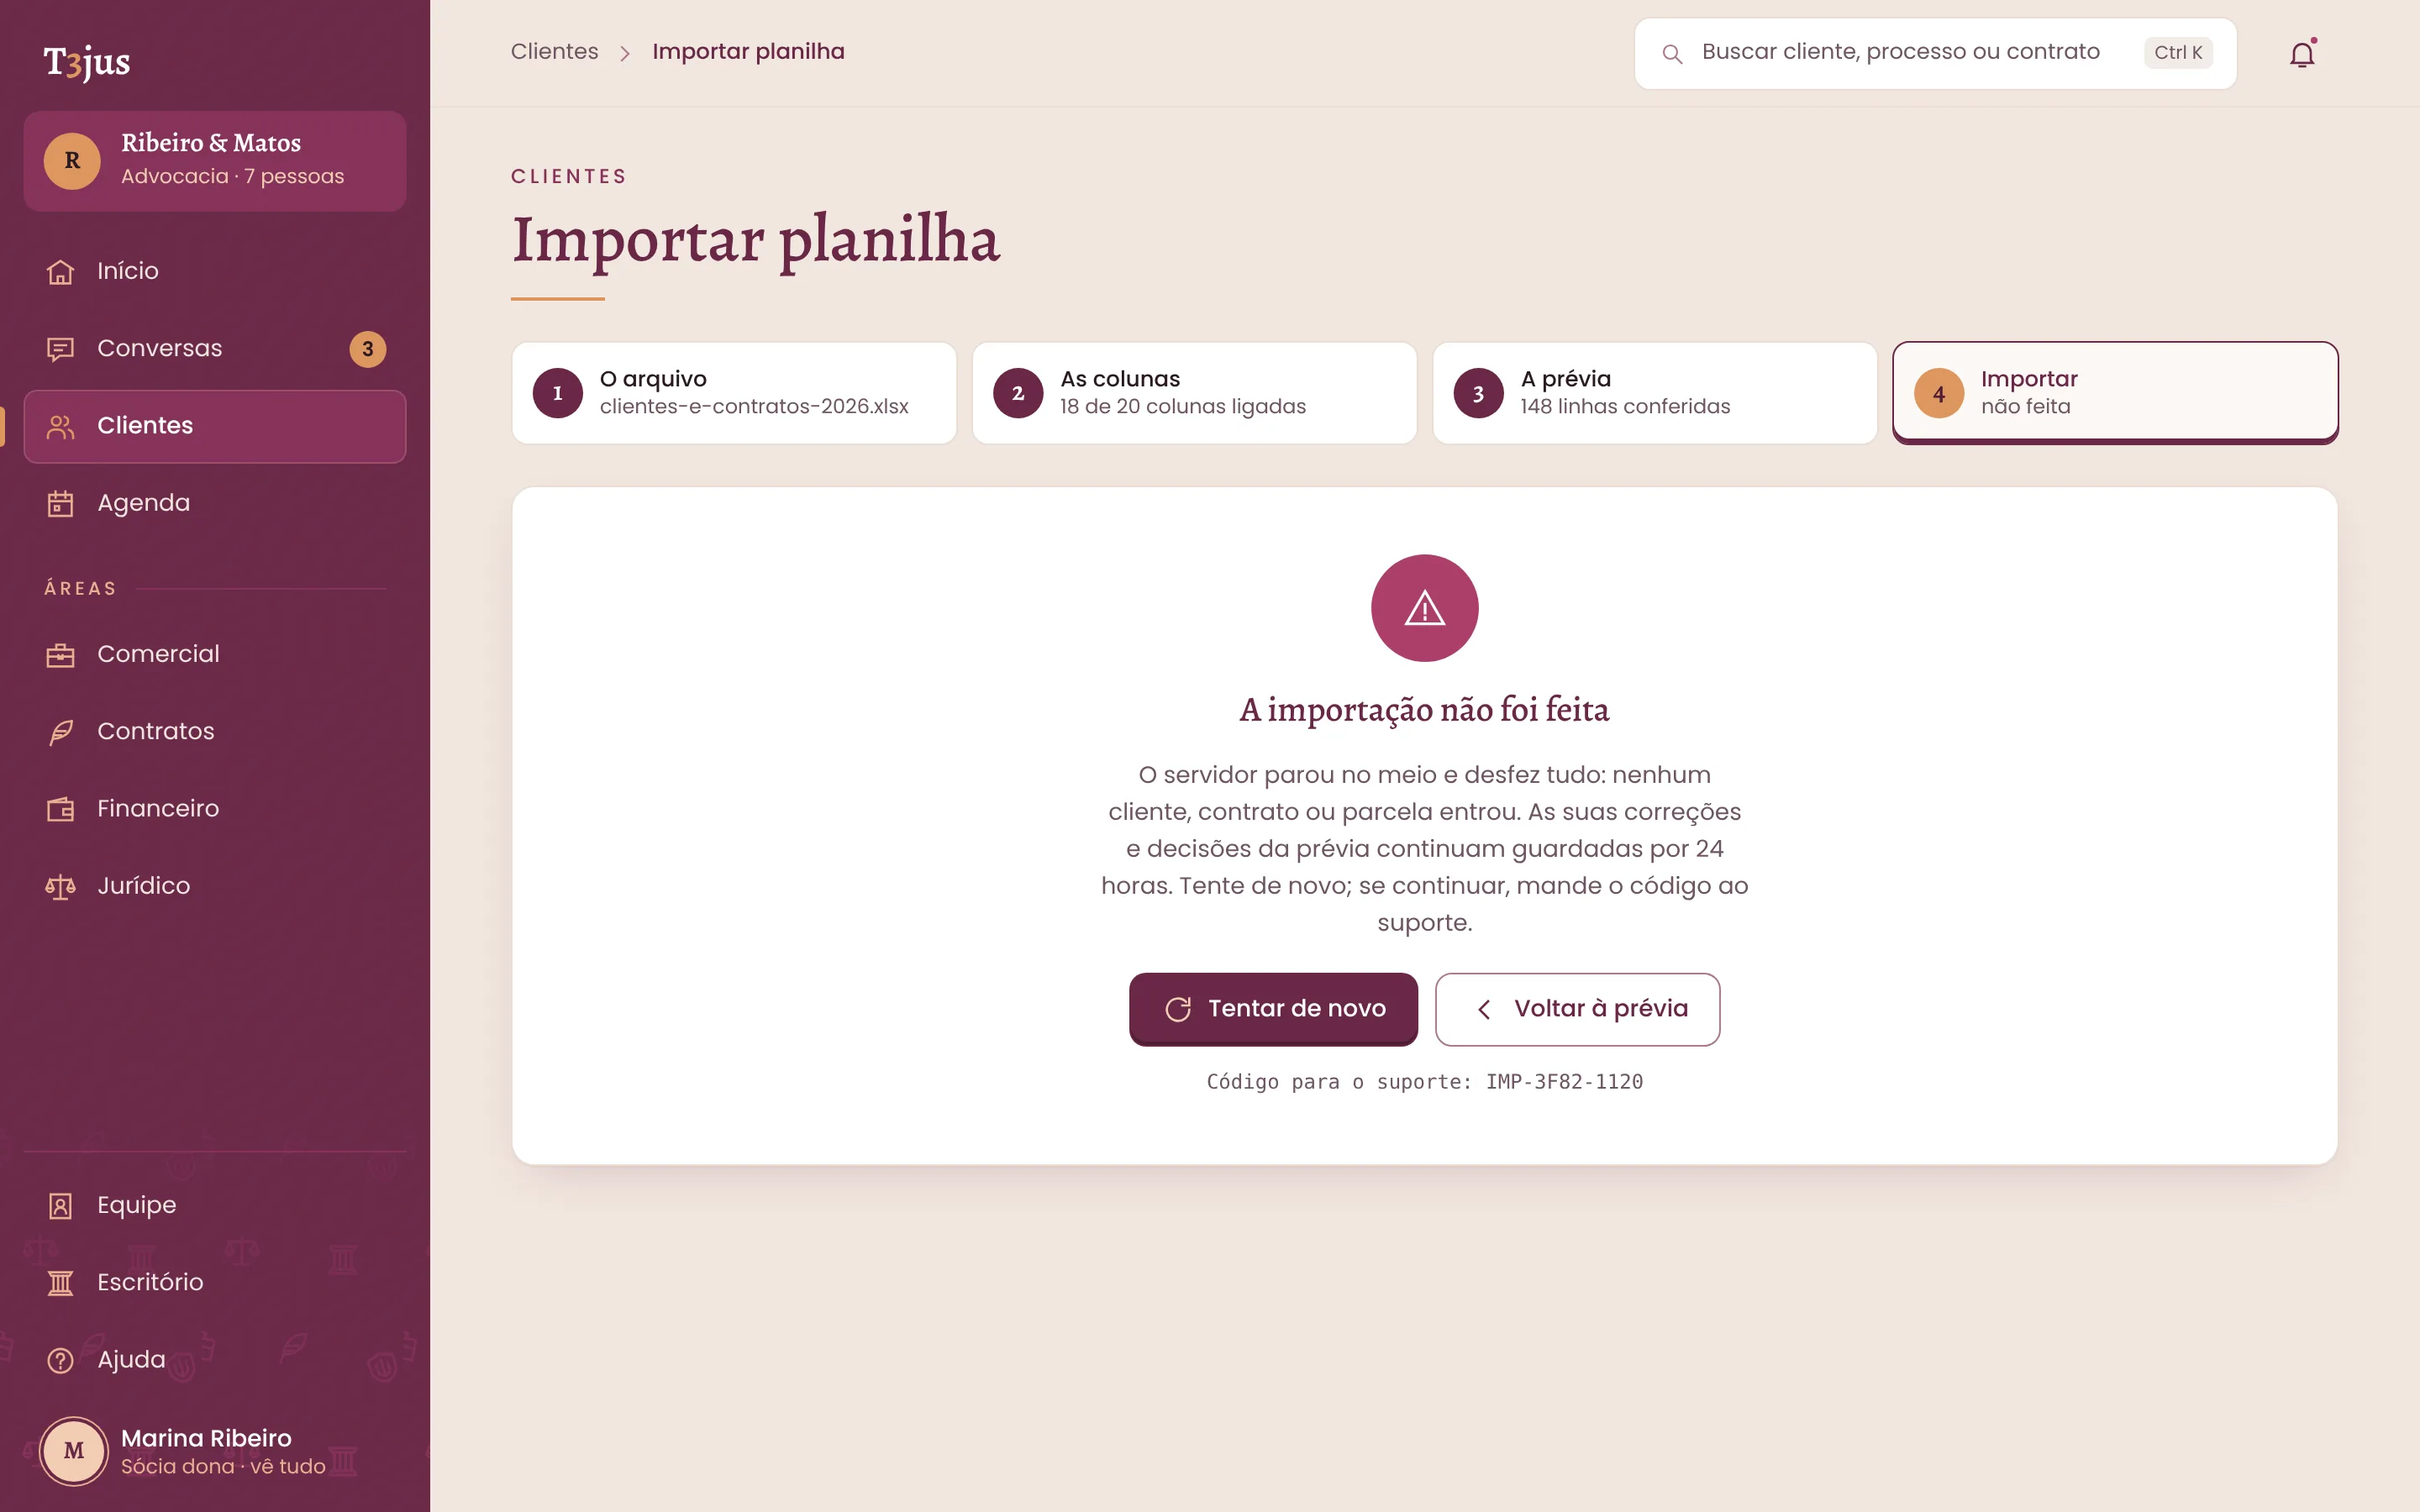 T3jus
R
Ribeiro & Matos
Advocacia · 7 pessoas
Início
Conversas
3
Clientes
Agenda
ÁREAS
Comercial
Contratos
Financeiro
Jurídico
Equipe
Escritório
Ajuda
M
Marina Ribeiro
Sócia dona · vê tudo
Clientes
Importar planilha
Buscar cliente, processo ou contrato
Ctrl K
CLIENTES
Importar planilha
1
O arquivo
clientes-e-contratos-2026.xlsx
2
As colunas
18 de 20 colunas ligadas
3
A prévia
148 linhas conferidas
4
Importar
não feita
A importação não foi feita
O servidor parou no meio e desfez tudo: nenhum
cliente, contrato ou parcela entrou. As suas correções
e decisões da prévia continuam guardadas por 24
horas. Tente de novo; se continuar, mande o código ao
suporte.
Tentar de novo
Voltar à prévia
Código para o suporte: IMP-3F82-1120